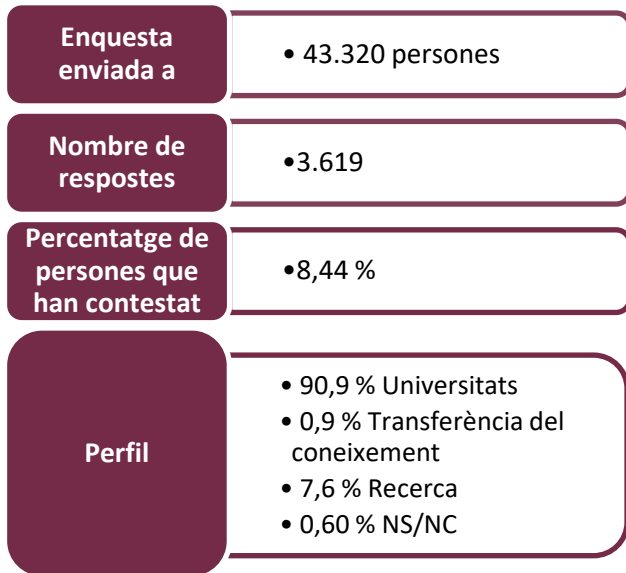 Enquesta
enviada a
• 43.320 persones
Nombre de
respostes
•3.619
Percentatge de
persones que
han contestat
•8,44 %
Perfil
• 90,9 % Universitats
• 0,9 % Transferència del
coneixement
• 7,6 % Recerca
• 0,60 % NS/NC